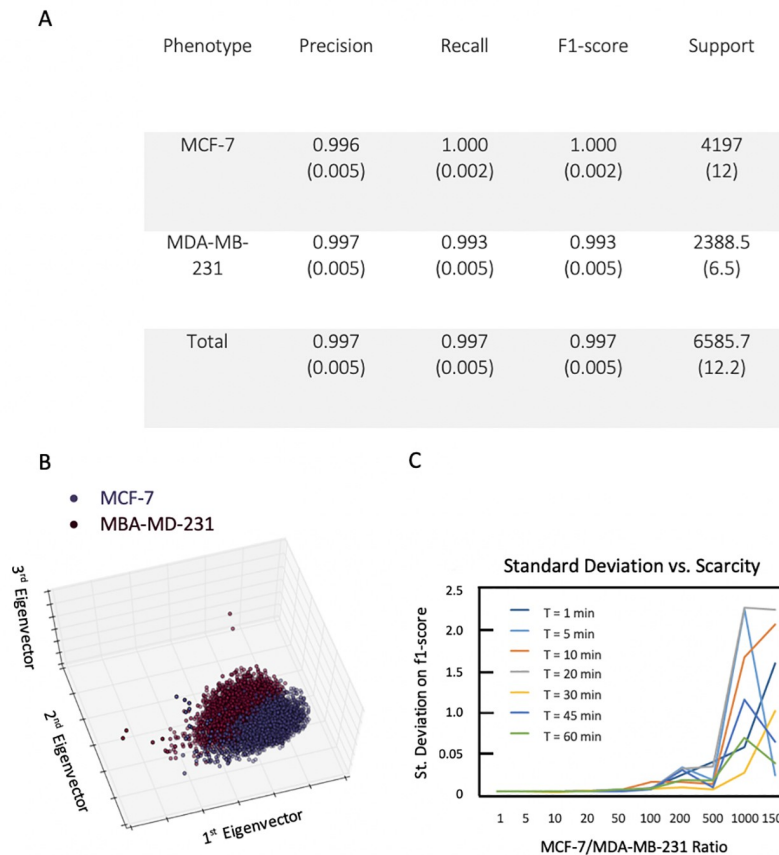 A
Phenotype Precision Recall F1-score Support
MCF-7 0.996 1.000 1.000 4197
(0.005) (0.002) (0.002) (12)
MDA-MB- 0.997 0.993 0.993 2388.5
231 (0.005) (0.005) (0.005) (6.5)
Total 0.997 0.997 0.997 6585.7
(0.005) (0.005) (0.005) (12.2)
B
MCF-7
MBA-MD-231
3rd Eigenvector
2nd Eigenvector
1st Eigenvector
C
Standard Deviation vs. Scarcity
St. Deviation on f1-score
2.5
2.0
1.5
1.0
0.05
0
T = 1 min
T = 5 min
T = 10 min
T = 20 min
T = 30 min
T = 45 min
T = 60 min
1 5 10 20 50 100 200 500 1000 150
MCF-7/MDA-MB-231 Ratio